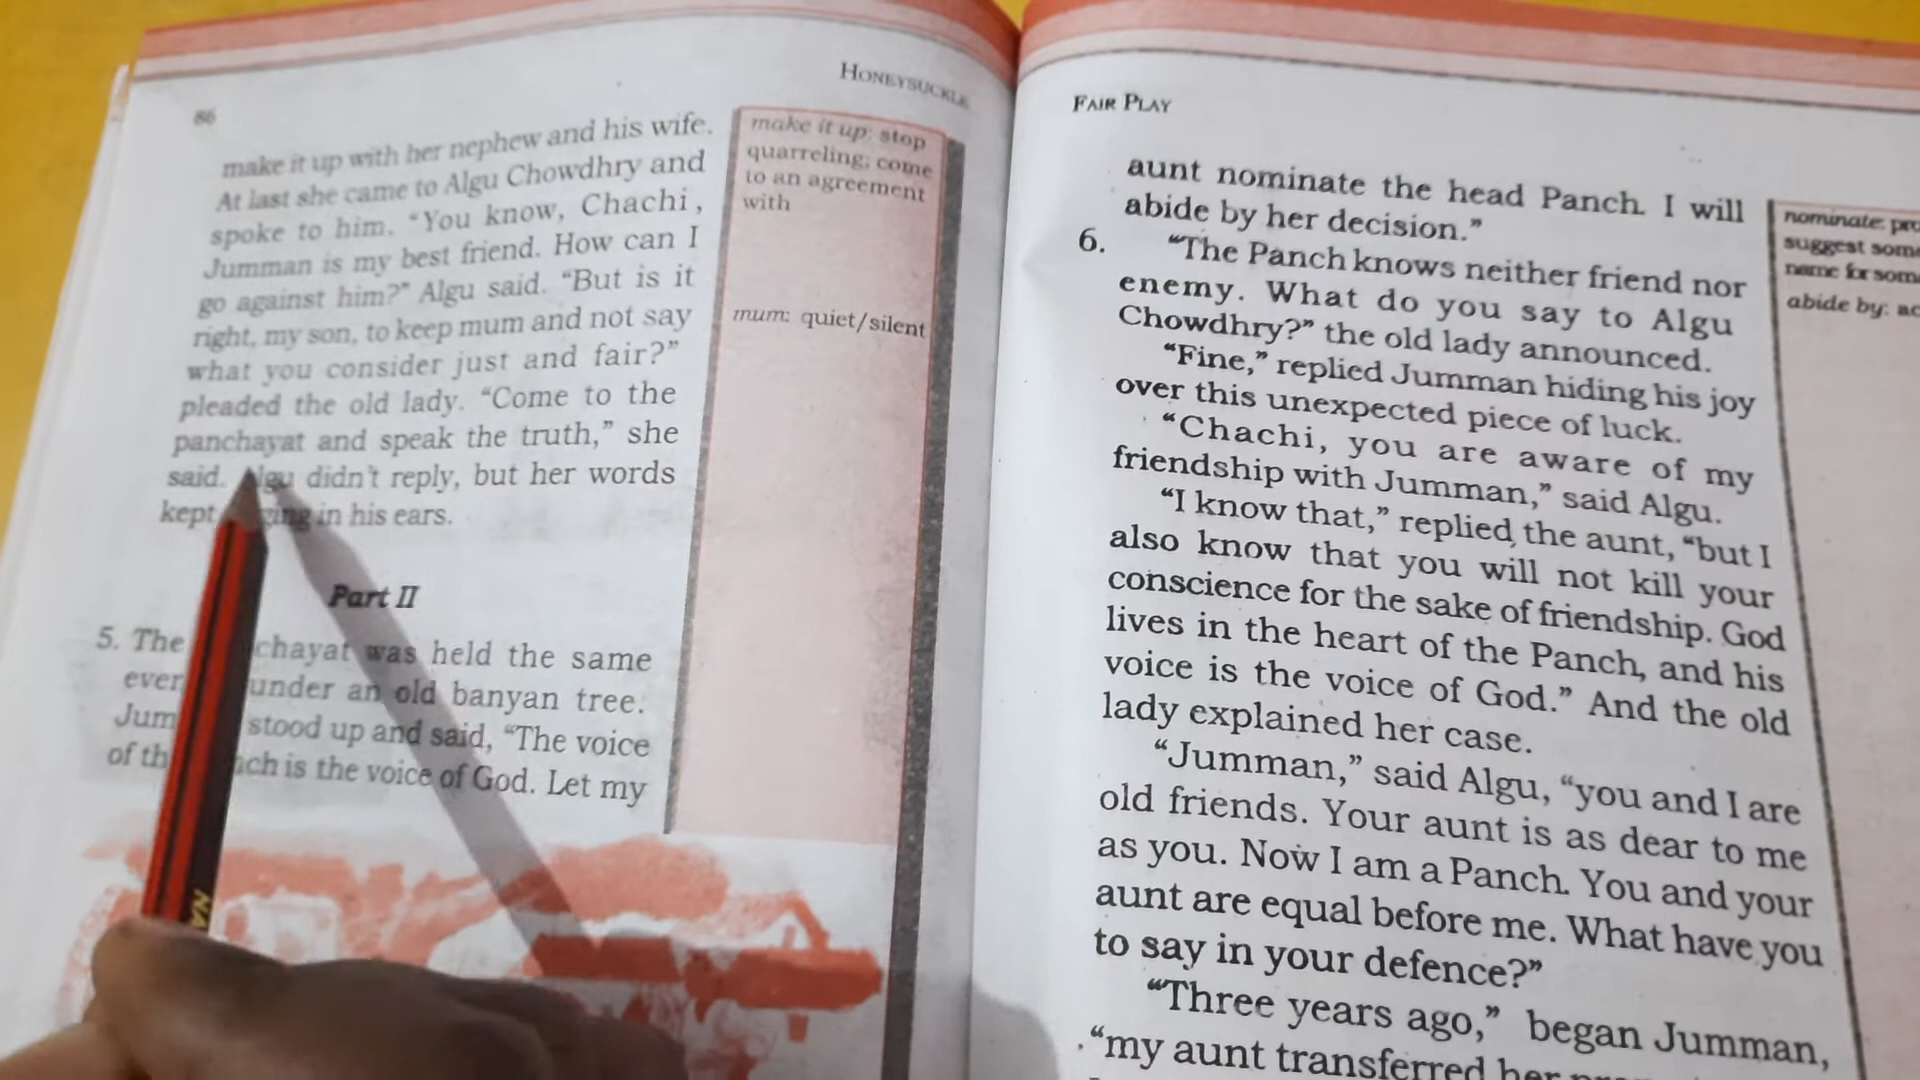 86
HONEYSUCKLE
make it up with her nephew and his wife.
At last she came to Algu Chowdhry and
spoke to him. “You know, Chachi,
Jumman is my best friend. How can I
go against him?” Algu said. “But is it
right, my son, to keep mum and not say
what you consider just and fair?”
pleaded the old lady. “Come to the
panchayat and speak the truth,” she
said. Algu didn't reply, but her words
kept in his ears.
Part II
5. The chayat was held the same
under an old banyan tree.
stood up and said, “The voice
of is the voice of God. Let my
make it up: stop
quarreling; come
to an agreement
with
mum: quiet/silent
FAIR PLAY
aunt nominate the head Panch. I will
abide by her decision.”
6. “The Panch knows neither friend nor
enemy. What do you say to Algu
Chowdhry?” the old lady announced.
“Fine,” replied Jumman hiding his joy
over this unexpected piece of luck.
“Chachi, you are aware of my
friendship with Jumman,” said Algu.
“I know that,” replied the aunt, “but I
also know that you will not kill your
conscience for the sake of friendship. God
lives in the heart of the Panch, and his
voice is the voice of God.” And the old
lady explained her case.
“Jumman,” said Algu, “you and I are
old friends. Your aunt is as dear to me
as you. Now I am a Panch. You and your
aunt are equal before me. What have you
to say in your defence?”
“Three years ago,” began Jumman,
“my aunt transferred her
nominate: pro
suggest som
name for som
abide by: ac
NA